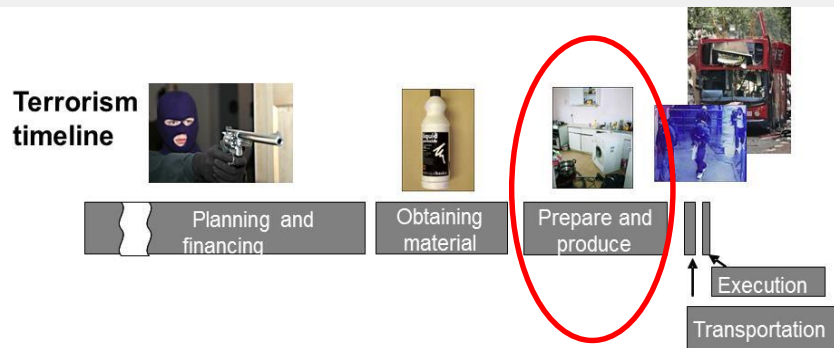 Terrorism
timeline
Planning and
financing
Obtaining
material
Prepare and
produce
Execution
Transportation